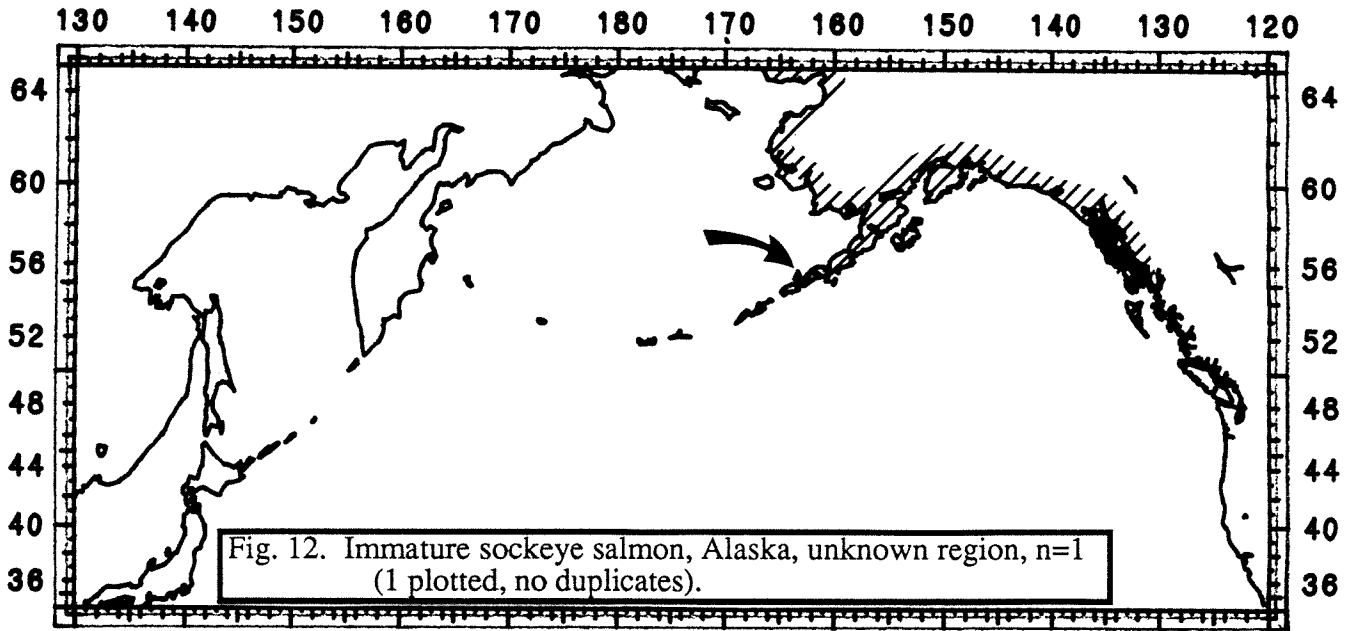 130 140 150 160 170 180 170 160 150 140 130 120
64 64
60 60
56 56
52 52
48 48
44 44
40 40
Fig. 12. Immature sockeye salmon, Alaska, unknown region, n=1
36 36
(1 plotted, no duplicates).